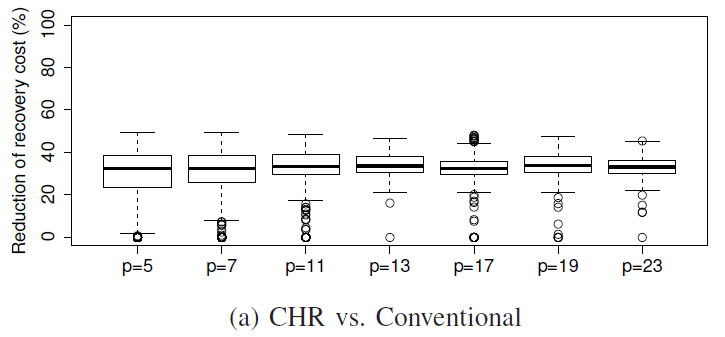 Reduction of recovery cost (%)
100
80
60
40
20
0
p=5 p=7 p=11 p=13 p=17 p=19 p=23
(a) CHR vs. Conventional